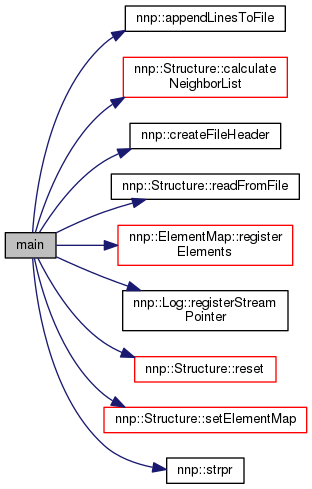 nnp::appendLinesToFile
nnp::Structure::calculate
NeighborList
nnp::createFileHeader
nnp::Structure::readFromFile
main
nnp::ElementMap::register
Elements
nnp::Log::registerStream
Pointer
nnp::Structure::reset
nnp::Structure::setElementMap
nnp::strpr